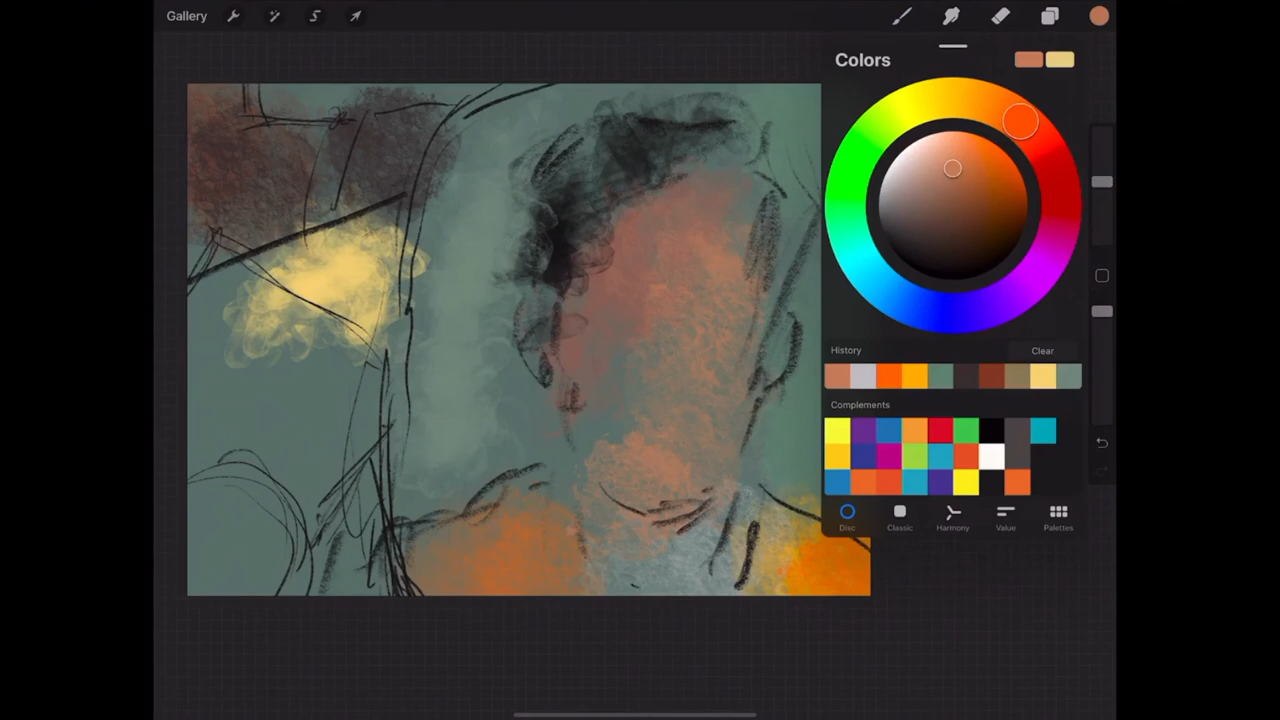 Gallery
Colors
History
Clear
Complements
Disc
Classic
Harmony
Value
Palettes